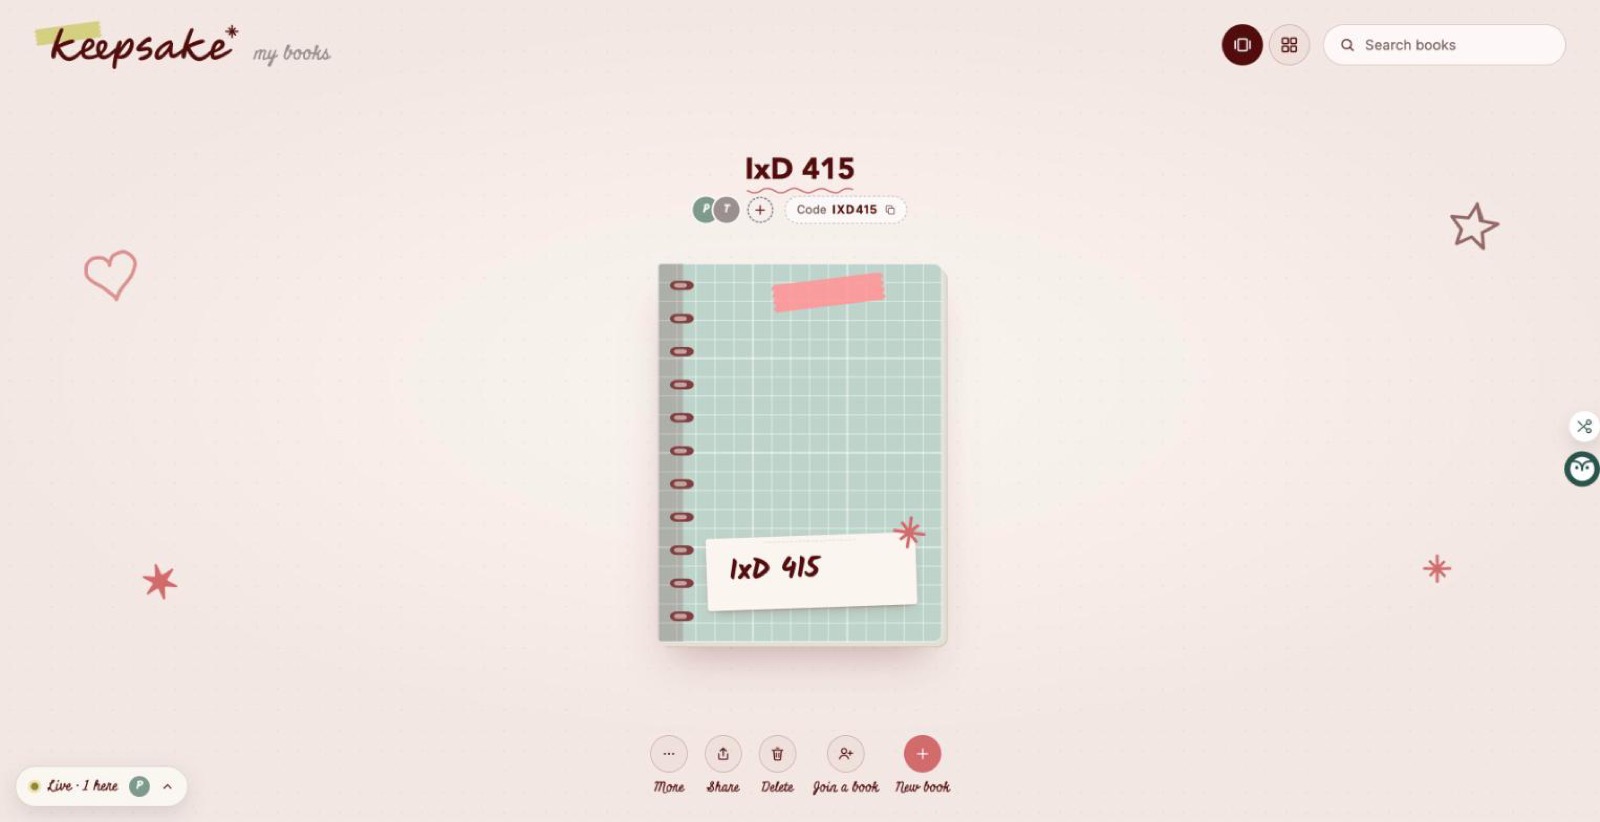 keepsake* my books
Search books
IxD 415
P T + Code IXD415
IxD 415
More Share Delete Join a book New book
Live · 1 here P